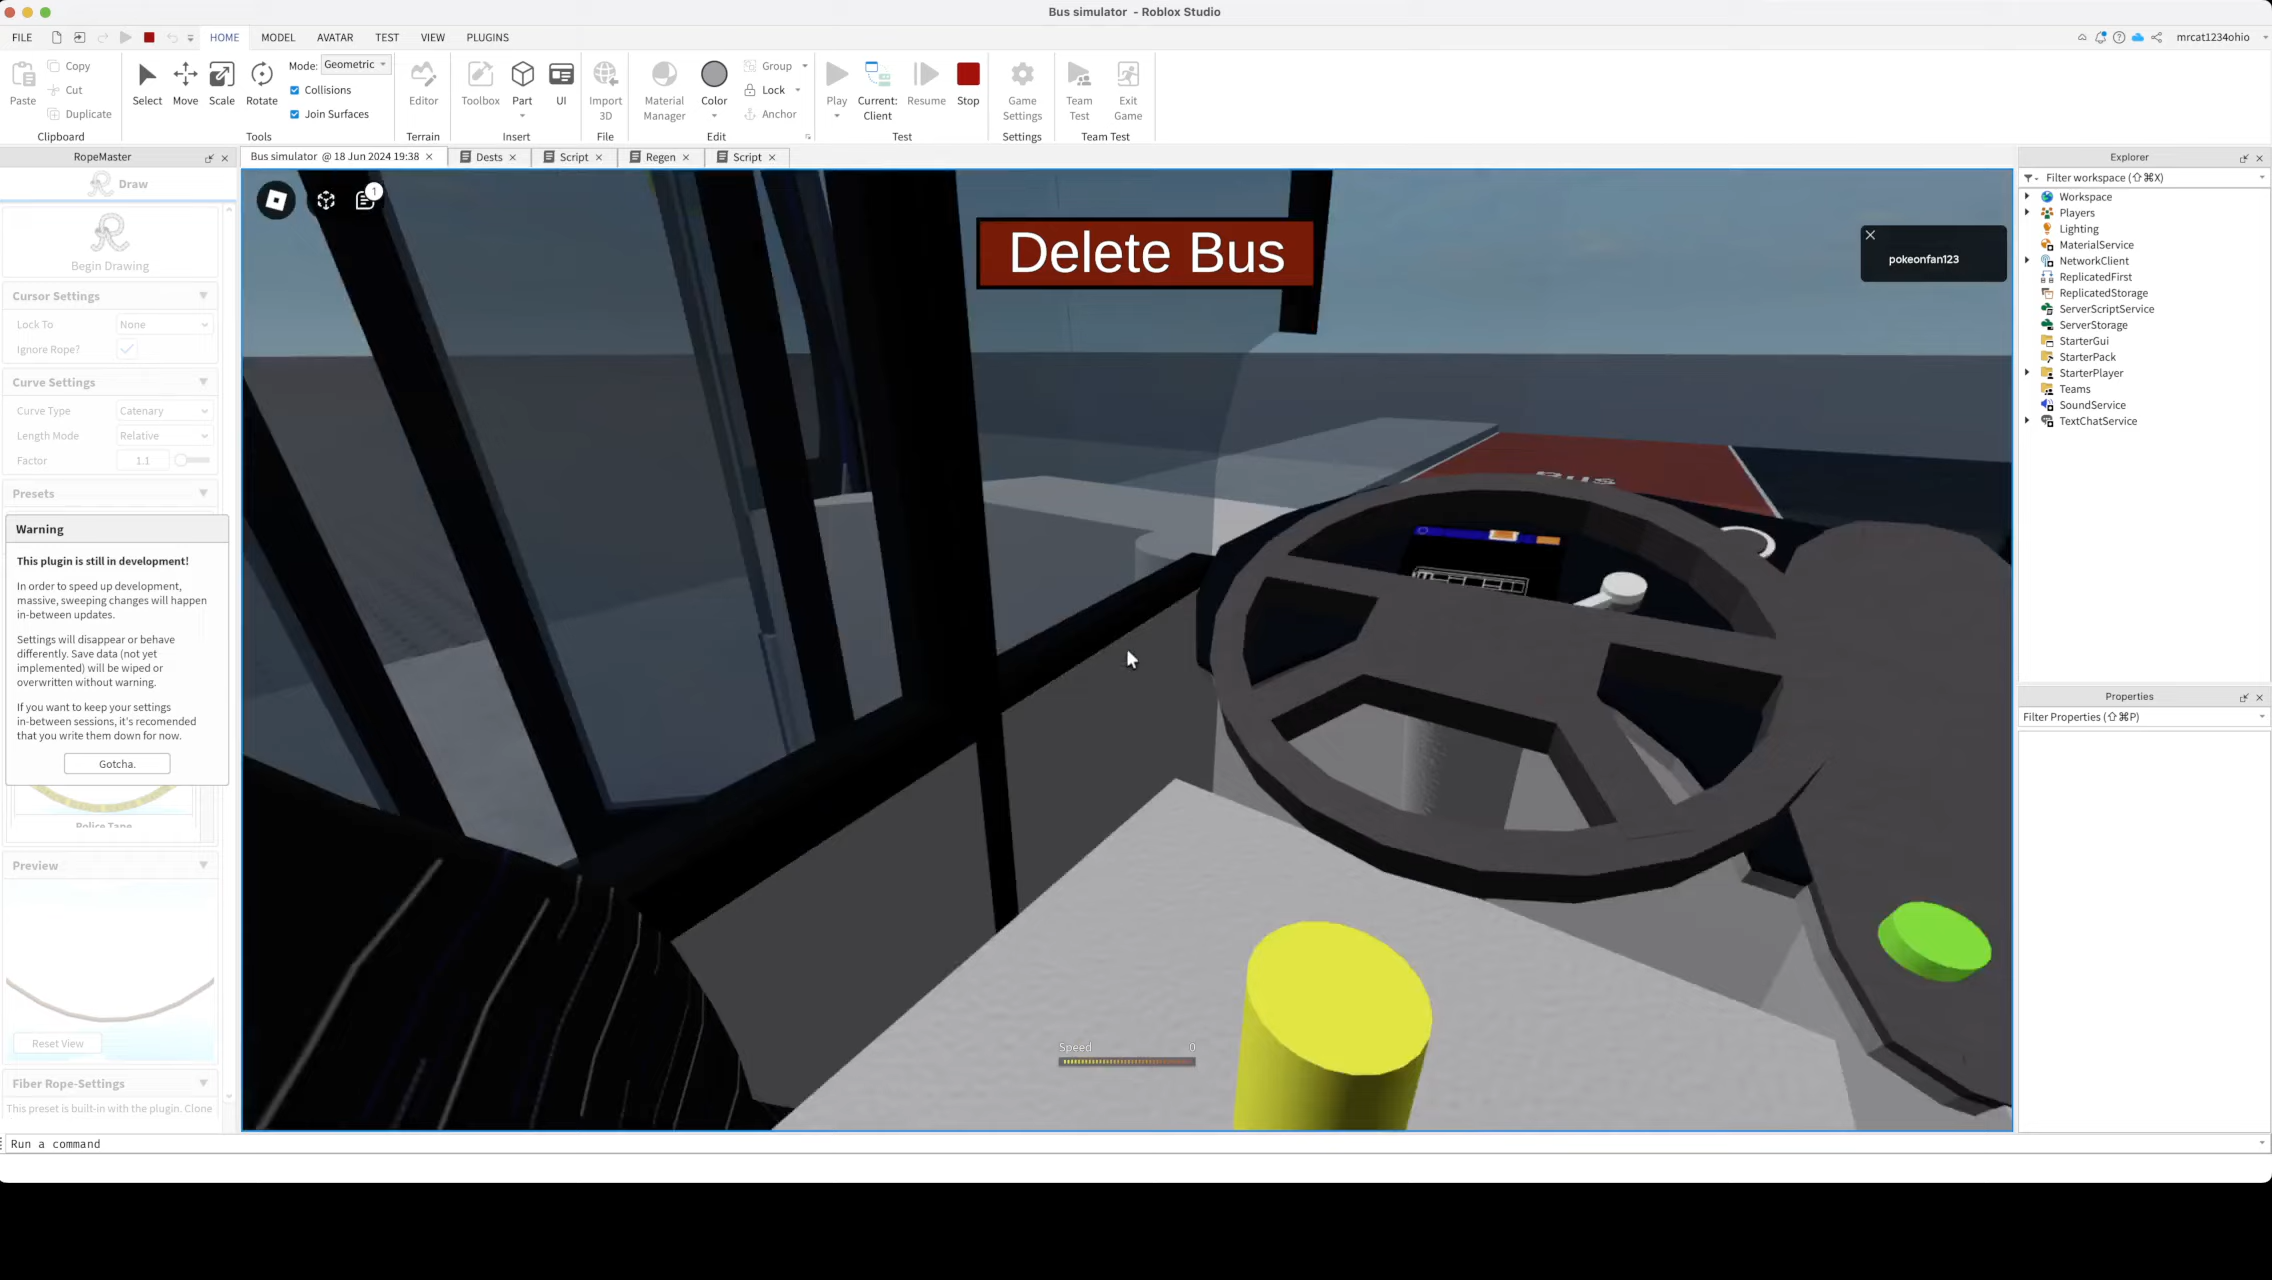 Bus simulator - Roblox Studio
FILE
HOME
MODEL
AVATAR
TEST
VIEW
PLUGINS
mrcat1234ohio
Paste
Copy
Cut
Duplicate
Clipboard
Select
Move
Scale
Rotate
Mode: Geometric
Collisions
Join Surfaces
Tools
Editor
Terrain
Toolbox
Part
UI
Insert
Import
3D
File
Material
Manager
Color
Group
Lock
Anchor
Edit
Play
Current:
Client
Resume
Stop
Test
Game
Settings
Settings
Team
Test
Exit
Game
Team Test
RopeMaster
Draw
Begin Drawing
Cursor Settings
Lock To None
Ignore Rope?
Curve Settings
Curve Type Catenary
Length Mode Relative
Factor 1.1
Presets
Warning
This plugin is still in development!
In order to speed up development,
massive, sweeping changes will happen
in-between updates.
Settings will disappear or behave
differently. Save data (not yet
implemented) will be wiped or
overwritten without warning.
If you want to keep your settings
in-between sessions, it's recomended
that you write them down for now.
Gotcha.
Police Tape
Preview
Reset View
Fiber Rope-Settings
This preset is built-in with the plugin. Clone
Bus simulator @ 18 Jun 2024 19:38
Dests
Script
Regen
Script
1
Delete Bus
pokeonfan123
Bus
Speed 0
Explorer
Filter workspace (⇧⌘X)
Workspace
Players
Lighting
MaterialService
NetworkClient
ReplicatedFirst
ReplicatedStorage
ServerScriptService
ServerStorage
StarterGui
StarterPack
StarterPlayer
Teams
SoundService
TextChatService
Properties
Filter Properties (⇧⌘P)
Run a command